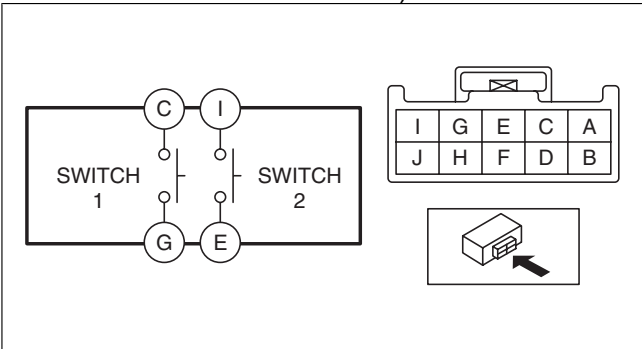 C I
SWITCH
1
SWITCH
2
G E
I G E C A
J H F D B